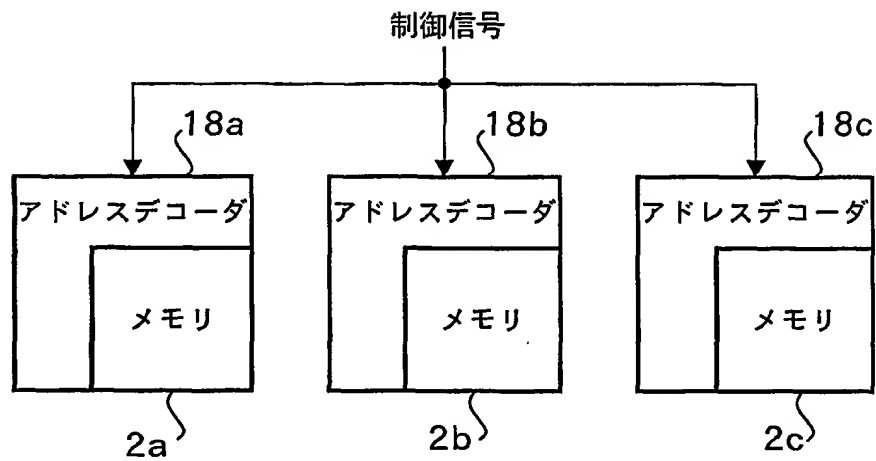 制御信号
18a
18b
18c
アドレスデコーダ
アドレスデコーダ
アドレスデコーダ
メモリ
メモリ
メモリ
2a
2b
2c